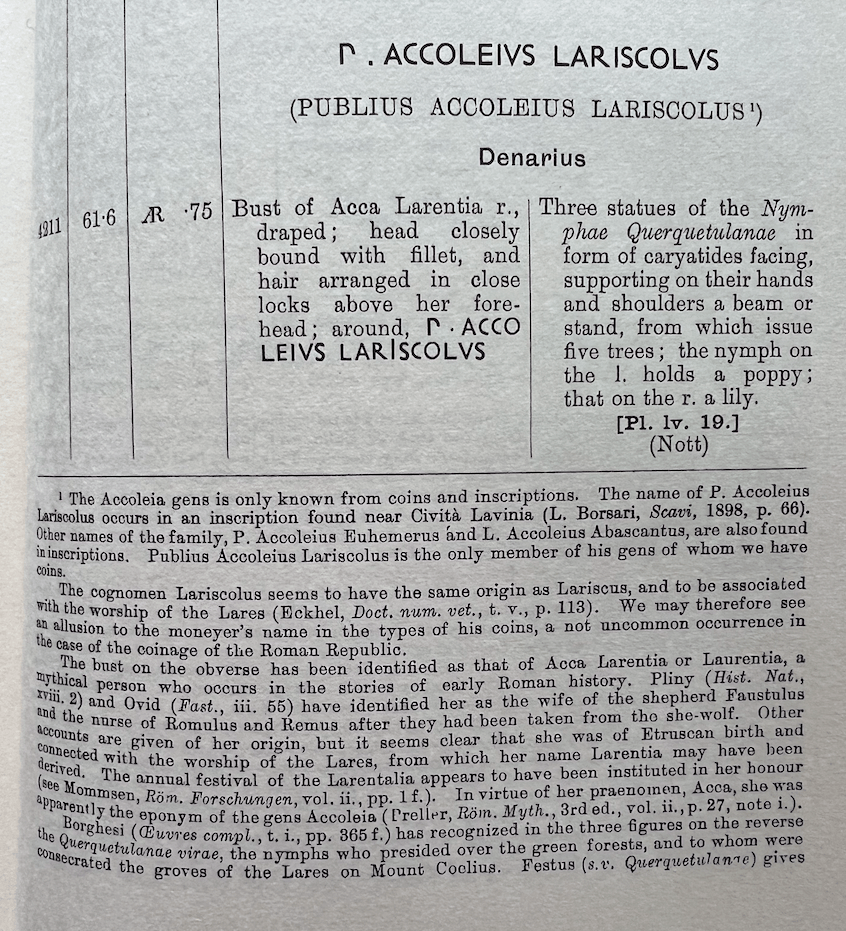 Ր . ACCOLEIVS LARISCOLVS
(PUBLIUS ACCOLEIUS LARISCOLUS ¹)
Denarius
4211
61·6
ÆR ·75
Bust of Acca Larentia r.,
draped; head closely
bound with fillet, and
hair arranged in close
locks above her fore-
head; around, Ր · ACCO
LEIVS LARISCOLVS
Three statues of the Nym-
phae Querquetulanae in
form of caryatides facing,
supporting on their hands
and shoulders a beam or
stand, from which issue
five trees; the nymph on
the l. holds a poppy;
that on the r. a lily.
[Pl. lv. 19.]
(Nott)
¹ The Accoleia gens is only known from coins and inscriptions. The name of P. Accoleius
Lariscolus occurs in an inscription found near Cività Lavinia (L. Borsari, Scavi, 1898, p. 66).
Other names of the family, P. Accoleius Euhemerus and L. Accoleius Abascantus, are also found
in inscriptions. Publius Accoleius Lariscolus is the only member of his gens of whom we have
coins.
The cognomen Lariscolus seems to have the same origin as Lariscus, and to be associated
with the worship of the Lares (Eckhel, Doct. num. vet., t. v., p. 113). We may therefore see
an allusion to the moneyer's name in the types of his coins, a not uncommon occurrence in
the case of the coinage of the Roman Republic.
The bust on the obverse has been identified as that of Acca Larentia or Laurentia, a
mythical person who occurs in the stories of early Roman history. Pliny (Hist. Nat.,
xviii. 2) and Ovid (Fast., iii. 55) have identified her as the wife of the shepherd Faustulus
and the nurse of Romulus and Remus after they had been taken from the she-wolf. Other
accounts are given of her origin, but it seems clear that she was of Etruscan birth and
connected with the worship of the Lares, from which her name Larentia may have been
derived. The annual festival of the Larentalia appears to have been instituted in her honour
(see Mommsen, Röm. Forschungen, vol. ii., pp. 1 f.). In virtue of her praenomen, Acca, she was
apparently the eponym of the gens Accoleia (Preller, Röm. Myth., 3rd ed., vol. ii., p. 27, note i.).
Borghesi (Œuvres compl., t. i., pp. 365 f.) has recognized in the three figures on the reverse
the Querquetulanae virae, the nymphs who presided over the green forests, and to whom were
consecrated the groves of the Lares on Mount Coelius. Festus (s.v. Querquetulanae) gives